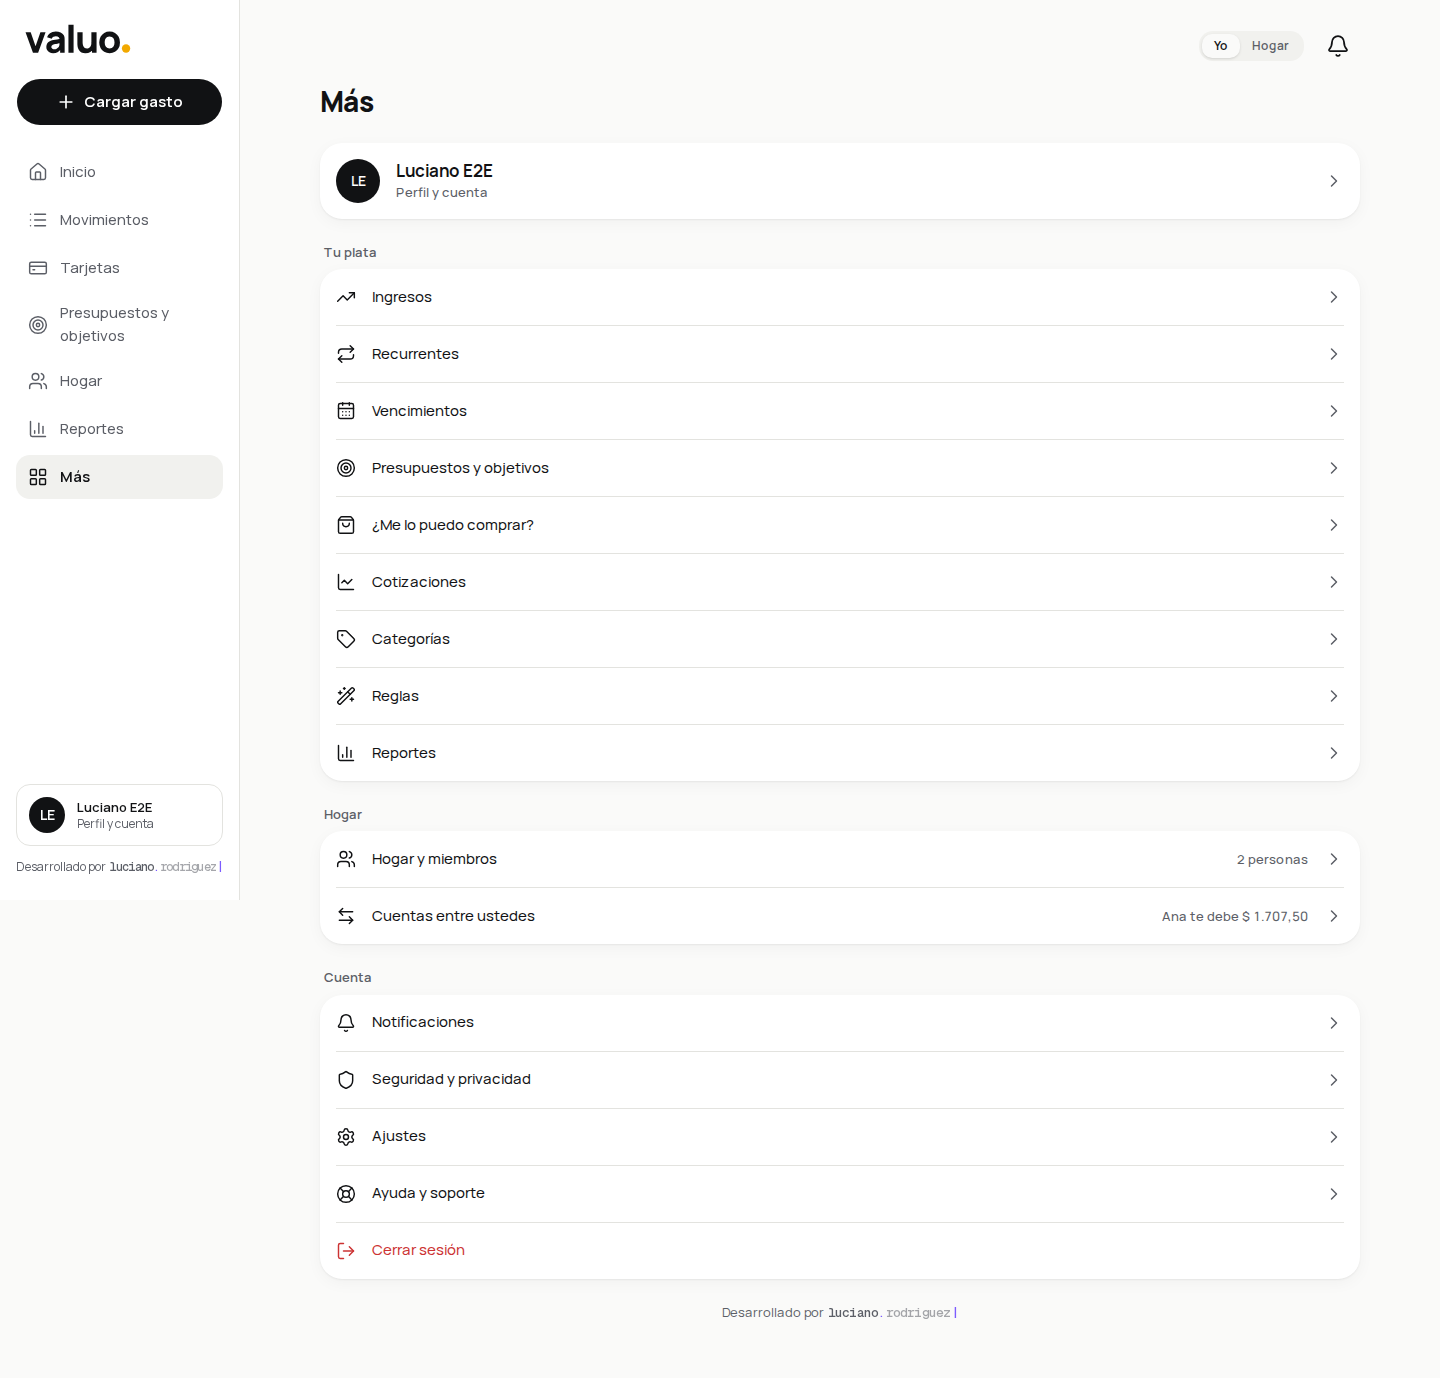 valuo.
Cargar gasto
Inicio
Movimientos
Tarjetas
Presupuestos y
objetivos
Hogar
Reportes
Más
LE
Luciano E2E
Perfil y cuenta
Desarrollado por luciano.rodriguez|
Yo
Hogar
Más
LE
Luciano E2E
Perfil y cuenta
Tu plata
Ingresos
Recurrentes
Vencimientos
Presupuestos y objetivos
¿Me lo puedo comprar?
Cotizaciones
Categorías
Reglas
Reportes
Hogar
Hogar y miembros
2 personas
Cuentas entre ustedes
Ana te debe $ 1.707,50
Cuenta
Notificaciones
Seguridad y privacidad
Ajustes
Ayuda y soporte
Cerrar sesión
Desarrollado por luciano.rodriguez|